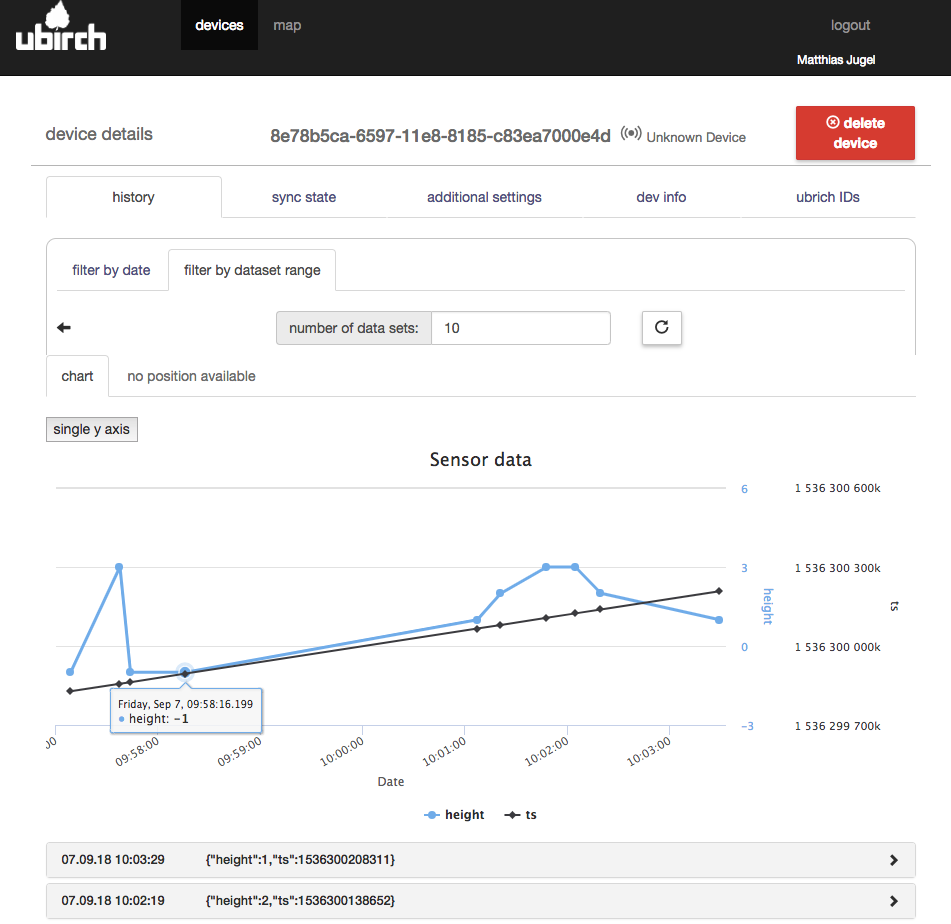 ubirch
devices
map
logout
Matthias Jugel
device details
8e78b5ca-6597-11e8-8185-c83ea7000e4d
Unknown Device
delete
device
history
sync state
additional settings
dev info
ubrich IDs
filter by date
filter by dataset range
number of data sets:
10
chart
no position available
single y axis
Sensor data
6
1 536 300 600k
3
1 536 300 300k
height
ts
0
1 536 300 000k
Friday, Sep 7, 09:58:16.199
height: −1
−3
1 536 299 700k
09:58:00
09:59:00
10:00:00
10:01:00
10:02:00
10:03:00
Date
height
ts
07.09.18 10:03:29
{"height":1,"ts":1536300208311}
07.09.18 10:02:19
{"height":2,"ts":1536300138652}